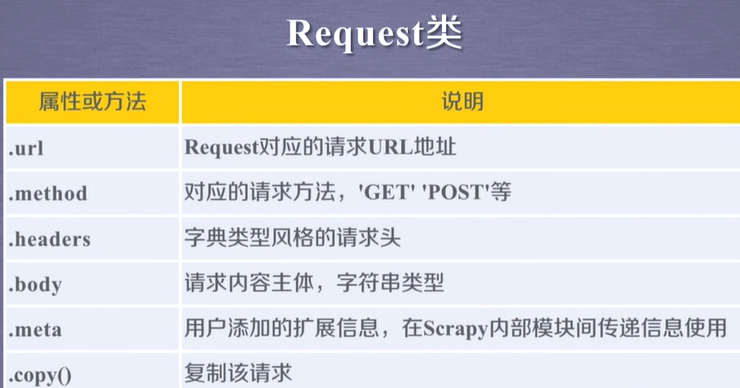 Request类
属性或方法 说明
.url Request对应的请求URL地址
.method 对应的请求方法，'GET' 'POST'等
.headers 字典类型风格的请求头
.body 请求内容主体，字符串类型
.meta 用户添加的扩展信息，在Scrapy内部模块间传递信息使用
.copy() 复制该请求